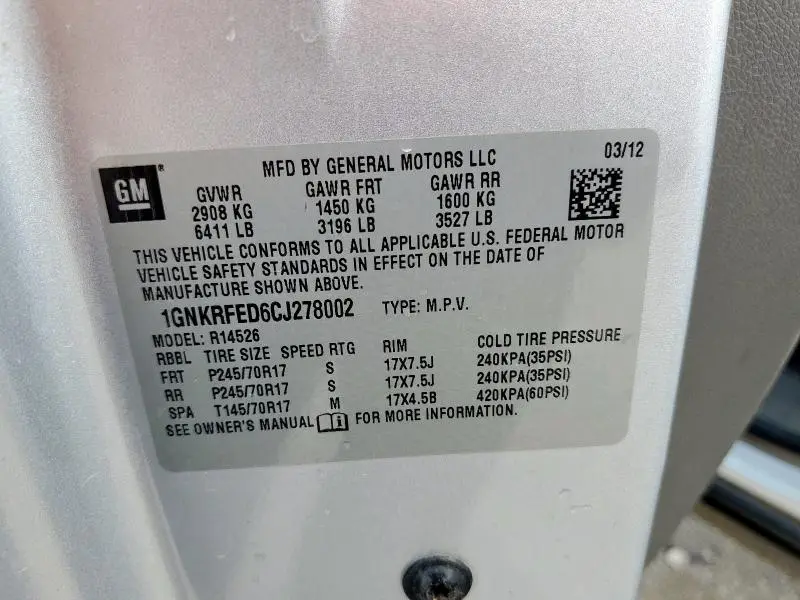 GM
MFD BY GENERAL MOTORS LLC 03/12
GVWR GAWR FRT GAWR RR
2908 KG 1450 KG 1600 KG
6411 LB 3196 LB 3527 LB
THIS VEHICLE CONFORMS TO ALL APPLICABLE U.S. FEDERAL MOTOR
VEHICLE SAFETY STANDARDS IN EFFECT ON THE DATE OF
MANUFACTURE SHOWN ABOVE.
1GNKRFED6CJ278002 TYPE: M.P.V.
MODEL: R14526
RBBL TIRE SIZE SPEED RTG RIM COLD TIRE PRESSURE
FRT P245/70R17 S 17X7.5J 240KPA(35PSI)
RR P245/70R17 S 17X7.5J 240KPA(35PSI)
SPA T145/70R17 M 17X4.5B 420KPA(60PSI)
SEE OWNER'S MANUAL FOR MORE INFORMATION.